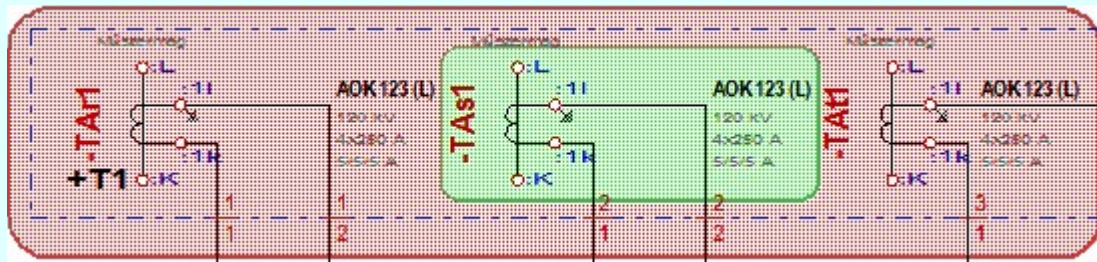 -TAr1
:L
:1l
:1k
+T1
:K
AOK123 (L)
120 kV
4x250 A
5/5/5 A
1
1
1
2
-TAs1
:L
:1l
:1k
:K
AOK123 (L)
120 kV
4x250 A
5/5/5 A
2
1
2
2
-TAt1
:L
:1l
:1k
:K
AOK123 (L)
120 kV
4x250 A
5/5/5 A
3
1